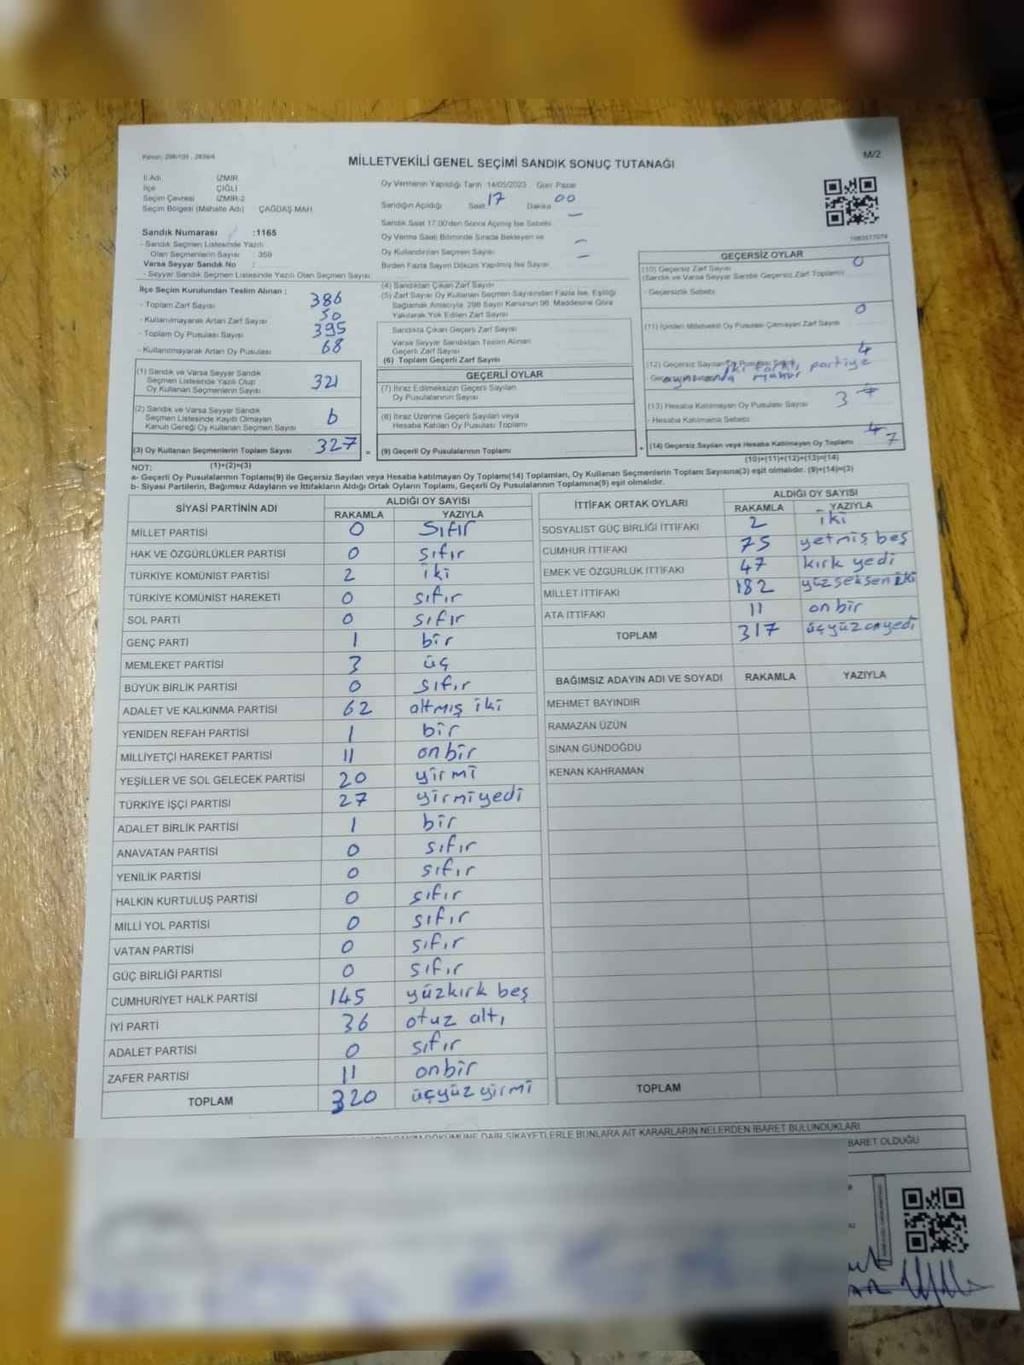 MİLLETVEKİLİ GENEL SEÇİMİ SANDIK SONUÇ TUTANAĞI
M/2
İl Adı : İZMİR
İlçe : ÇİĞLİ
Seçim Çevresi : İZMİR-2
Seçim Bölgesi (Mahalle Adı) ÇAĞDAŞ MAH
Oy Vermenin Yapıldığı Tarih :14/05/2023 Gün: Pazar
Sandığın Açıldığı Saat 17 Dakika 00
Sandık Saat 17:00'den Sonra Açılmış İse Sebebi
Oy Verme Saati Bitiminde Sırada Bekleyen ve
Oy Kullandırılan Seçmen Sayısı
Birden Fazla Sayım Döküm Yapılmış İse Sayısı
Sandık Numarası :1165
- Sandık Seçmen Listesinde Yazılı
Olan Seçmenlerin Sayısı : 359
Varsa Seyyar Sandık No
- Seyyar Sandık Seçmen Listesinde Yazılı Olan Seçmen Sayısı
İlçe Seçim Kurulundan Teslim Alınan ;
- Toplam Zarf Sayısı 386
- Kullanılmayarak Artan Zarf Sayısı 50
- Toplam Oy Pusulası Sayısı 395
- Kullanılmayarak Artan Oy Pusulası 68
(1) Sandık ve Varsa Seyyar Sandık
Seçmen Listesinde Yazılı Olup
Oy Kullanan Seçmenlerin Sayısı 321
(2) Sandık ve Varsa Seyyar Sandık
Seçmen Listesinde Kayıtlı Olmayan
Kanun Gereği Oy Kullanan Seçmen Sayısı 6
(3) Oy Kullanan Seçmenlerin Toplam Sayısı 327
(1)+(2)=(3)
(4) Sandıktan Çıkan Zarf Sayısı
(5) Zarf Sayısı Oy Kullanan Seçmen Sayısından Fazla İse, Eşitliği
Sağlamak Amacıyla, 298 Sayılı Kanunun 98. Maddesine Göre
Yakılarak Yok Edilen Zarf Sayısı
Sandıkta Çıkan Geçerli Zarf Sayısı
Varsa Seyyar Sandıktan Teslim Alınan
Geçerli Zarf Sayısı
(6) Toplam Geçerli Zarf Sayısı
GEÇERLİ OYLAR
(7) İtiraz Edilmeksizin Geçerli Sayılan
Oy Pusulalarının Sayısı
(8) İtiraz Üzerine Geçerli Sayılan veya
Hesaba Katılan Oy Pusulası Toplamı
(9) Geçerli Oy Pusulalarının Toplamı
GEÇERSİZ OYLAR
(10) Geçersiz Zarf Sayısı 0
(Sandık ve Varsa Seyyar Sandık Geçersiz Zarf Toplamı)
- Geçersizlik Sebebi
(11) İçinden Milletvekili Oy Pusulası Çıkmayan Zarf Sayısı 0
(12) Geçersiz Sayılan Oy Pusulası Sayısı 4
iki farklı partiye
(13) Hesaba Katılmayan Oy Pusulası Sayısı
- Hesaba Katılmama Sebebi
(14) Geçersiz Sayılan veya Hesaba Katılmayan Oy Toplamı
(10)+(11)+(12)+(13)=(14)
NOT:
a- Geçerli Oy Pusulalarının Toplamı(9) ile Geçersiz Sayılan veya Hesaba katılmayan Oy Toplamı(14) Toplamları, Oy Kullanan Seçmenlerin Toplam Sayısına(3) eşit olmalıdır. (9)+(14)=(3)
b- Siyasi Partilerin, Bağımsız Adayların ve İttifakların Aldığı Ortak Oyların Toplamı, Geçerli Oy Pusulalarının Toplamına(9) eşit olmalıdır.
SİYASİ PARTİNİN ADI ALDIĞI OY SAYISI
RAKAMLA YAZIYLA
MİLLET PARTİSİ 0 Sıfır
HAK VE ÖZGÜRLÜKLER PARTİSİ 0 sıfır
TÜRKİYE KOMÜNİST PARTİSİ 2 iki
TÜRKİYE KOMÜNİST HAREKETİ 0 sıfır
SOL PARTİ 0 sıfır
GENÇ PARTİ 1 bir
MEMLEKET PARTİSİ 3 üç
BÜYÜK BİRLİK PARTİSİ 0 sıfır
ADALET VE KALKINMA PARTİSİ 62 altmış iki
YENİDEN REFAH PARTİSİ 1 bir
MİLLİYETÇİ HAREKET PARTİSİ 11 onbir
YEŞİLLER VE SOL GELECEK PARTİSİ 20 yirmi
TÜRKİYE İŞÇİ PARTİSİ 27 yirmiyedi
ADALET BİRLİK PARTİSİ 1 bir
ANAVATAN PARTİSİ 0 sıfır
YENİLİK PARTİSİ 0 sıfır
HALKIN KURTULUŞ PARTİSİ 0 sıfır
MİLLİ YOL PARTİSİ 0 sıfır
VATAN PARTİSİ 0 sıfır
GÜÇ BİRLİĞİ PARTİSİ 0 sıfır
CUMHURİYET HALK PARTİSİ 145 yüzkırk beş
İYİ PARTİ 36 otuz altı
ADALET PARTİSİ 0 sıfır
ZAFER PARTİSİ 11 onbir
TOPLAM 320 üçyüz yirmi
İTTİFAK ORTAK OYLARI ALDIĞI OY SAYISI
RAKAMLA YAZIYLA
SOSYALİST GÜÇ BİRLİĞİ İTTİFAKI 2 iki
CUMHUR İTTİFAKI 75 yetmiş beş
EMEK VE ÖZGÜRLÜK İTTİFAKI 47 kırk yedi
MİLLET İTTİFAKI 182 yüzseksen iki
ATA İTTİFAKI 11 onbir
TOPLAM 317 üçyüz onyedi
BAĞIMSIZ ADAYIN ADI VE SOYADI RAKAMLA YAZIYLA
MEHMET BAYINDIR
RAMAZAN ÜZÜN
SİNAN GÜNDOĞDU
KENAN KAHRAMAN
TOPLAM
DÖKÜMÜNE DAİR ŞİKAYETLERLE BUNLARA AİT KARARLARIN NELERDEN İBARET BULUNDUKLARI
İBARET OLDUĞU